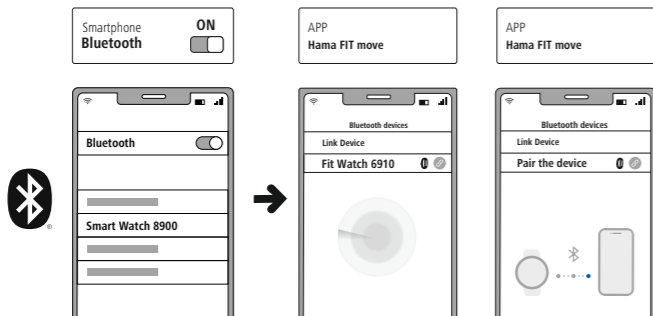 Smartphone
Bluetooth
ON
APP
Hama FIT move
APP
Hama FIT move
Bluetooth
Smart Watch 8900
®
Bluetooth devices
Link Device
Fit Watch 6910
Bluetooth devices
Link Device
Pair the device